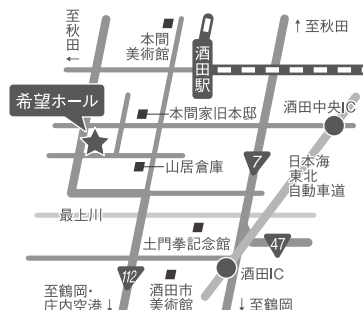 至秋田
←
本間
美術館
酒田駅
↑至秋田
希望ホール
本間家旧本邸
酒田中央IC
山居倉庫
7
日本海
東北
自動車道
最上川
土門拳記念館
47
112
酒田IC
至鶴岡・
庄内空港↓
酒田市
美術館
↓至鶴岡